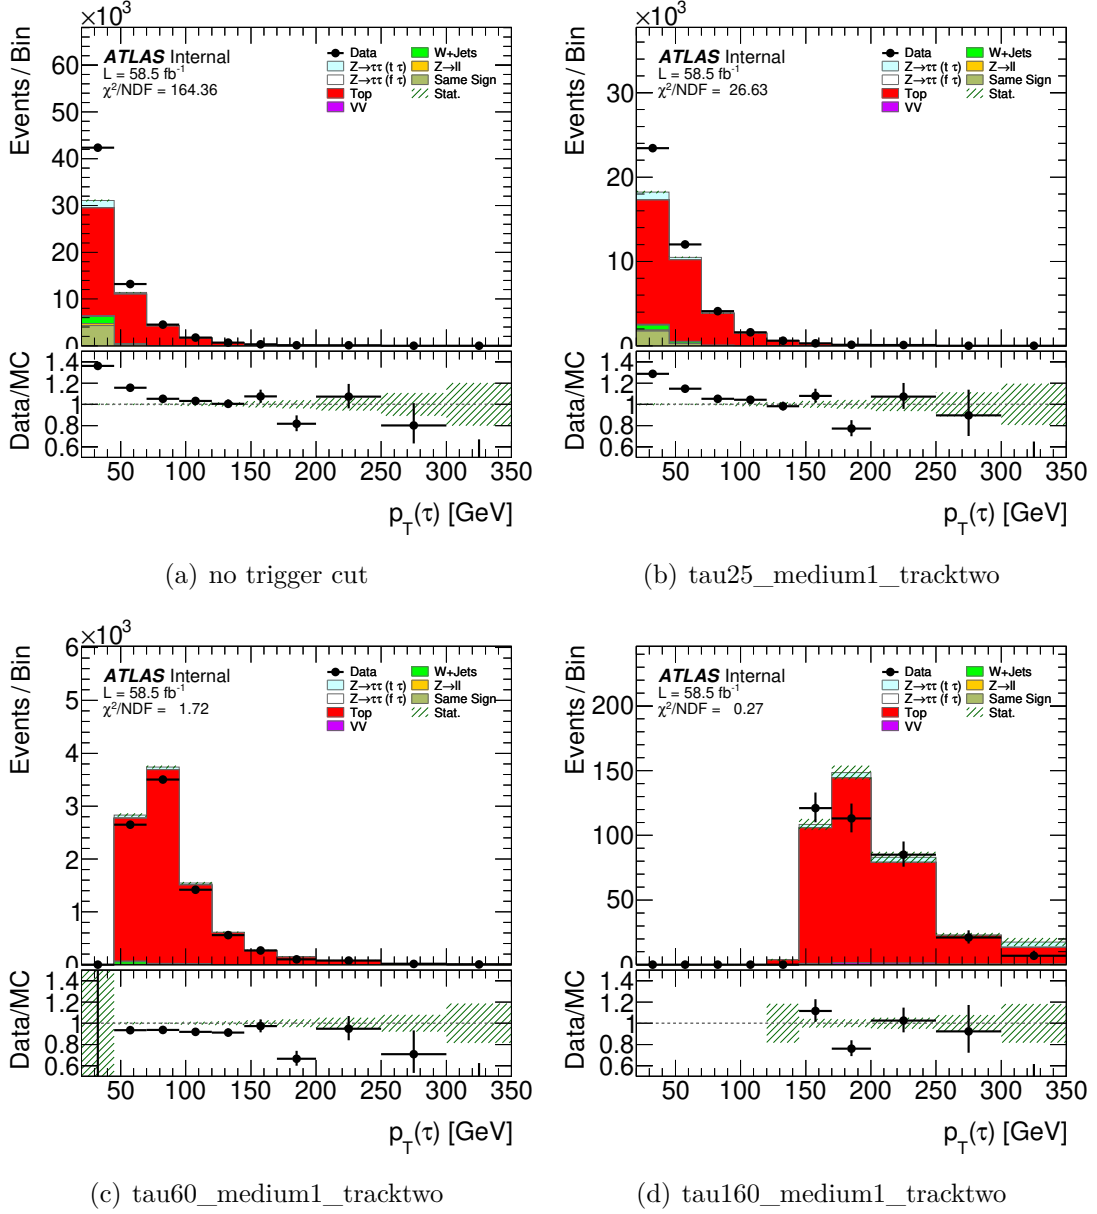 ×10³
Events / Bin
60
50
40
30
20
10
0
ATLAS Internal
L = 58.5 fb⁻¹
χ²/NDF = 164.36
Data
Z→ττ (t τ)
Z→ττ (f τ)
Top
VV
W+Jets
Z→ll
Same Sign
Stat.
Data/MC
1.4
1.2
1
0.8
0.6
50 100 150 200 250 300 350
p_T(τ) [GeV]
(a) no trigger cut
×10³
Events / Bin
30
20
10
0
ATLAS Internal
L = 58.5 fb⁻¹
χ²/NDF = 26.63
Data
Z→ττ (t τ)
Z→ττ (f τ)
Top
VV
W+Jets
Z→ll
Same Sign
Stat.
Data/MC
1.4
1.2
1
0.8
0.6
50 100 150 200 250 300 350
p_T(τ) [GeV]
(b) tau25_medium1_tracktwo
×10³
Events / Bin
6
5
4
3
2
1
0
ATLAS Internal
L = 58.5 fb⁻¹
χ²/NDF = 1.72
Data
Z→ττ (t τ)
Z→ττ (f τ)
Top
VV
W+Jets
Z→ll
Same Sign
Stat.
Data/MC
1.4
1.2
1
0.8
0.6
50 100 150 200 250 300 350
p_T(τ) [GeV]
(c) tau60_medium1_tracktwo
Events / Bin
200
150
100
50
0
ATLAS Internal
L = 58.5 fb⁻¹
χ²/NDF = 0.27
Data
Z→ττ (t τ)
Z→ττ (f τ)
Top
VV
W+Jets
Z→ll
Same Sign
Stat.
Data/MC
1.4
1.2
1
0.8
0.6
50 100 150 200 250 300 350
p_T(τ) [GeV]
(d) tau160_medium1_tracktwo